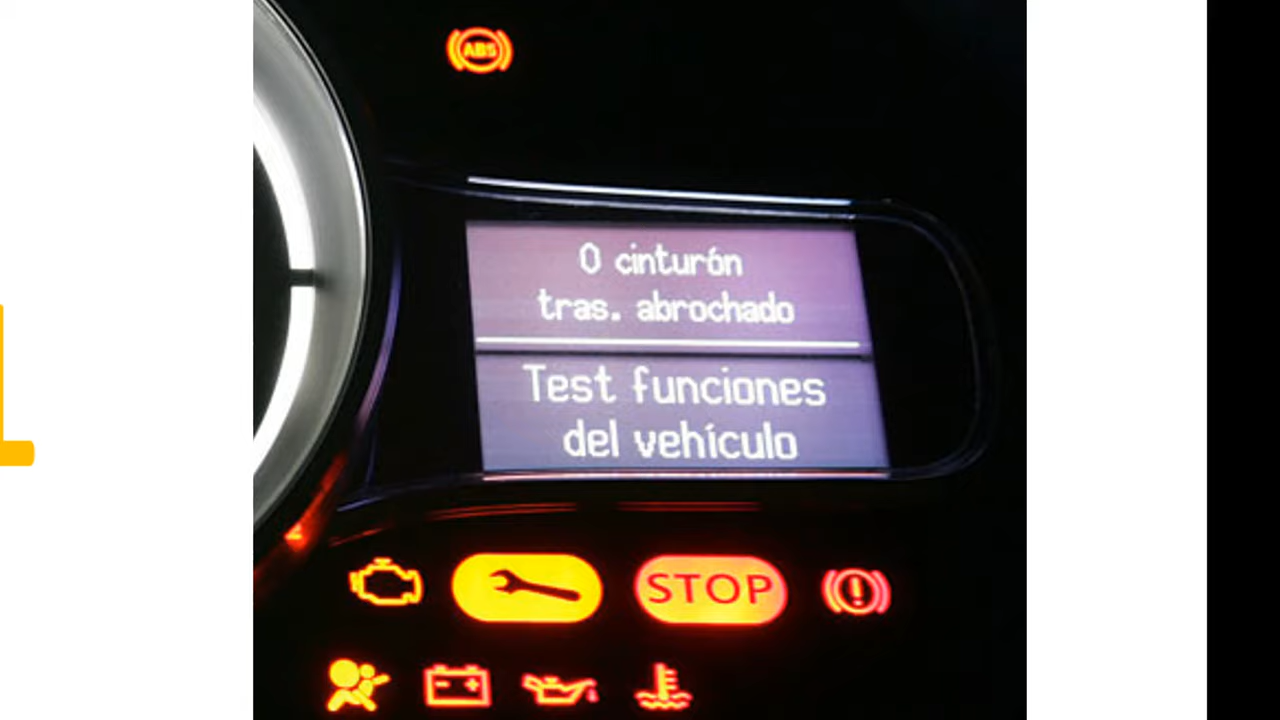 ABS
0 cinturón
tras. abrochado
Test funciones
del vehículo
STOP